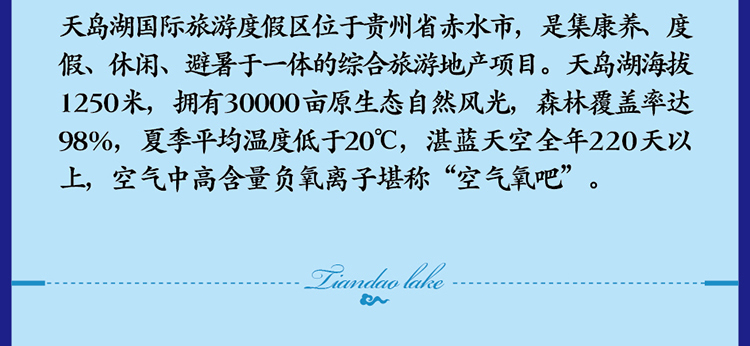 天岛湖国际旅游度假区位于贵州省赤水市，是集康养、度
假、休闲、避暑于一体的综合旅游地产项目。天岛湖海拔
1250米，拥有30000亩原生态自然风光，森林覆盖率达
98%，夏季平均温度低于20℃，湛蓝天空全年220天以
上，空气中高含量负氧离子堪称“空气氧吧”。
Tiandao lake